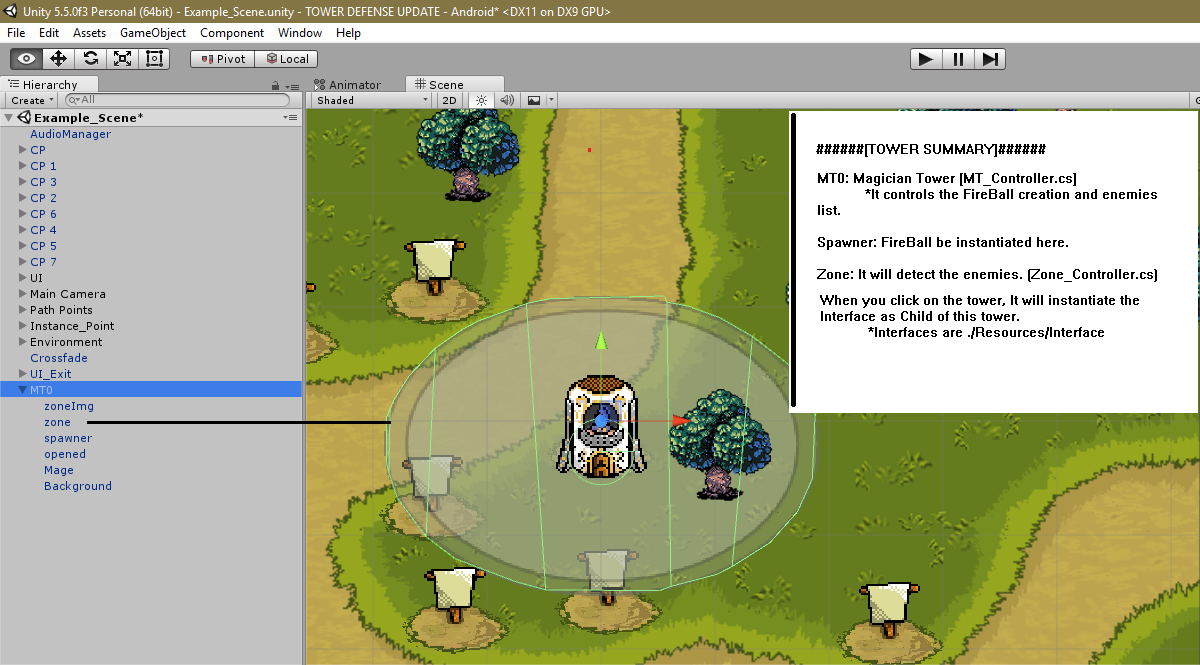 Unity 5.5.0f3 Personal (64bit) - Example_Scene.unity - TOWER DEFENSE UPDATE - Android* <DX11 on DX9 GPU>
File Edit Assets GameObject Component Window Help
Pivot Local
Hierarchy
Create All
Example_Scene*
AudioManager
CP
CP 1
CP 3
CP 2
CP 6
CP 4
CP 5
CP 7
UI
Main Camera
Path Points
Instance_Point
Environment
Crossfade
UI_Exit
MT0
zoneImg
zone
spawner
opened
Mage
Background
Animator Scene
Shaded 2D
######[TOWER SUMMARY]######
MT0: Magician Tower [MT_Controller.cs]
*It controls the FireBall creation and enemies
list.
Spawner: FireBall be instantiated here.
Zone: It will detect the enemies. (Zone_Controller.cs)
When you click on the tower, It will instantiate the
Interface as Child of this tower.
*Interfaces are ./Resources/Interface